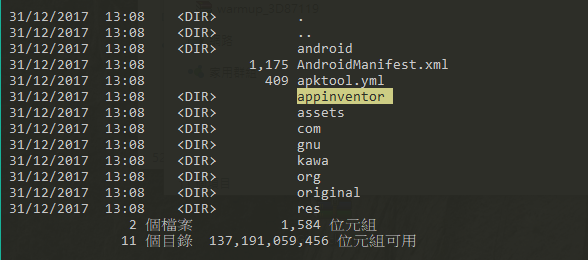 31/12/2017  13:08    <DIR>          .
31/12/2017  13:08    <DIR>          ..
31/12/2017  13:08    <DIR>          android
31/12/2017  13:08             1,175 AndroidManifest.xml
31/12/2017  13:08               409 apktool.yml
31/12/2017  13:08    <DIR>          appinventor
31/12/2017  13:08    <DIR>          assets
31/12/2017  13:08    <DIR>          com
31/12/2017  13:08    <DIR>          gnu
31/12/2017  13:08    <DIR>          kawa
31/12/2017  13:08    <DIR>          org
31/12/2017  13:08    <DIR>          original
31/12/2017  13:08    <DIR>          res
2 個檔案           1,584 位元組
11 個目錄  137,191,059,456 位元組可用